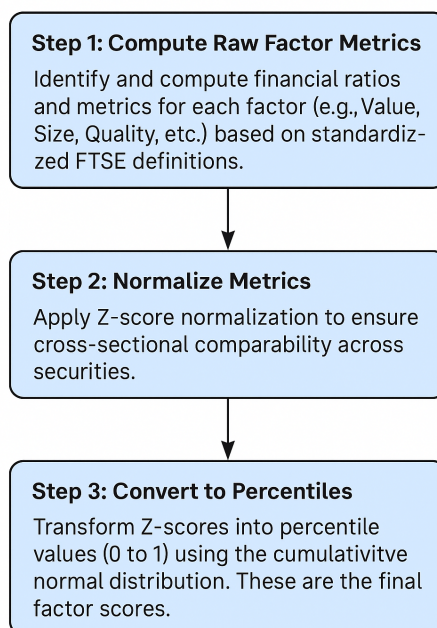 Step 1: Compute Raw Factor Metrics
Identify and compute financial ratios
and metrics for each factor (e.g., Value,
Size, Quality, etc.) based on standardiz-
zed FTSE definitions.
Step 2: Normalize Metrics
Apply Z-score normalization to ensure
cross-sectional comparability across
securities.
Step 3: Convert to Percentiles
Transform Z-scores into percentile
values (0 to 1) using the cumulativitve
normal distribution. These are the final
factor scores.